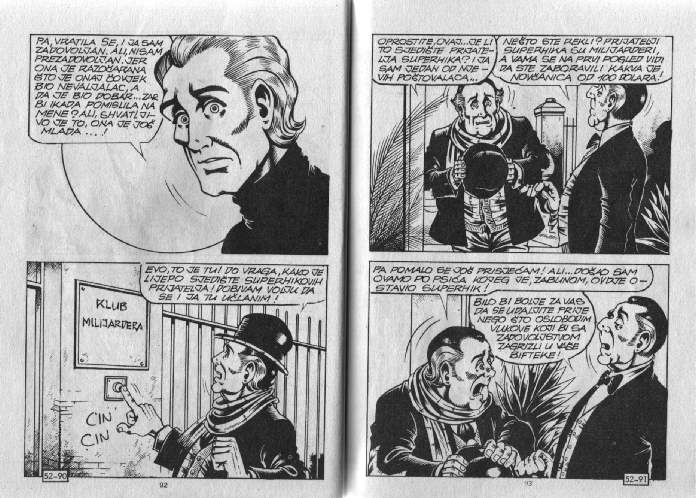 PA, VRATILA SE, I JA SAM
ZADOVOLJAN. ALI, NISAM
PREZADOVOLJAN. JER
ONA JE RAZOČARANA
ŠTO JE ONAJ ČOVJEK
BIO NEVALJALAC, A
DA JE BIO DOBAR... ZAR
BI IKADA POMISLILA NA
MENE? ALI, SHVATLJI-
VO JE TO, ONA JE JOŠ
MLADA ....!
EVO, TO JE TU! DO VRAGA, KAKO JE
LIJEPO SJEDIŠTE SUPERHIKOVIH
PRIJATELJA! DOBIVAM VOLJU DA
SE I JA TU UČLANIM!
KLUB
MILIJARDERA
CIN
CIN
52-90
92
OPROSTITE, OVAJ... JE LI
TO SJEDIŠTE PRIJATE-
LJA SUPERHIKA? I JA
SAM JEDAN OD NJE-
VIH POŠTOVALACA...
NEŠTO STE REKLI? PRIJATELJI
SUPERHIKA SU MILIJARDERI,
A VAMA SE NA PRVI POGLED VIDI
DA STE ZABORAVILI KAKVA JE
NOVČANICA OD 100 DOLARA!
PA POMALO SE JOŠ PRISJEĆAM! ALI... DOŠAO SAM
OVAMO PO PSIĆA KOJEG JE, ZABUNOM, OVDJE O-
STAVIO SUPERHIK!
BILO BI BOLJE ZA VAS
DA SE UDALJITE PRIJE
NEGO ŠTO OSLOBODIM
VUKOVE KOJI BI SA
ZADOVOLJSTVOM
ZAGRIZLI U VAŠE
BIFTEKE!
93
52-91